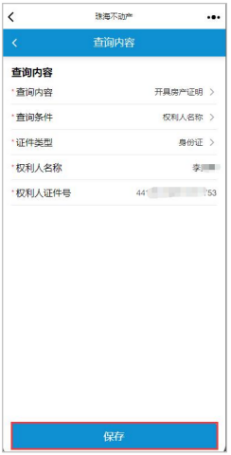 珠海不动产
查询内容
查询内容
*查询内容 开具房产证明 >
*查询条件 权利人名称 >
*证件类型 身份证 >
*权利人名称 李
*权利人证件号 441 753
保存